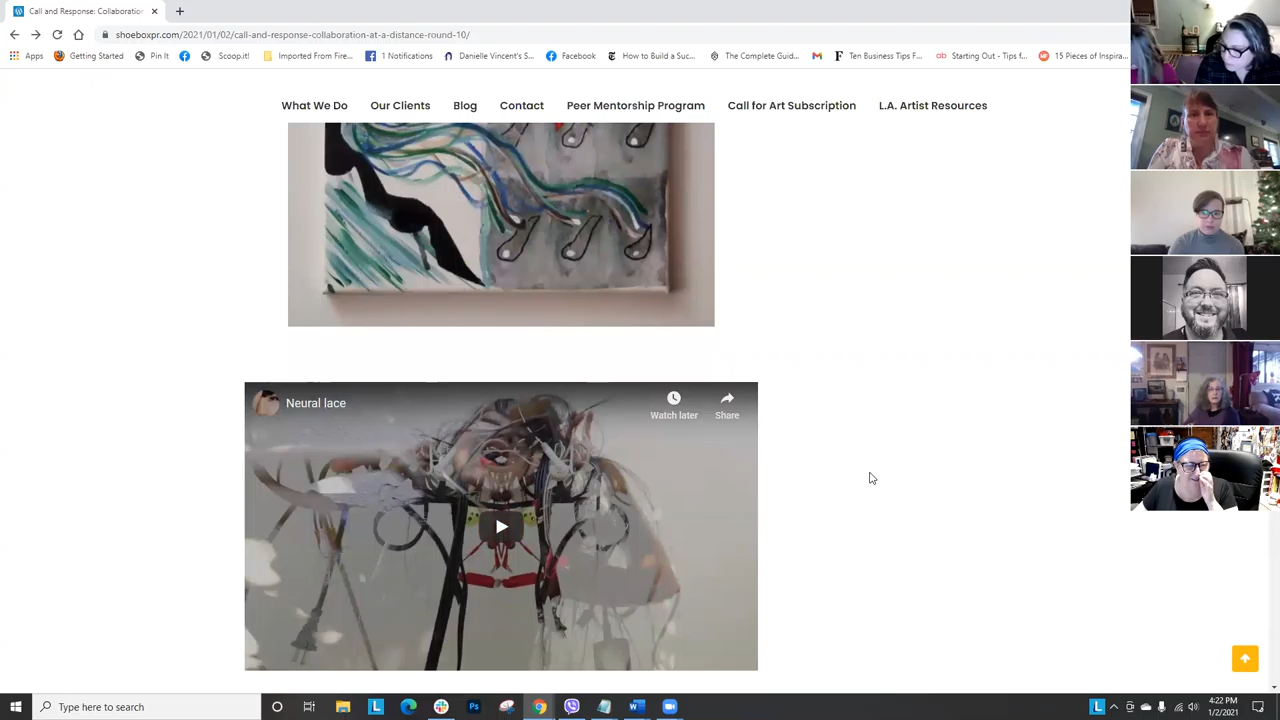 Call and Response: Collaboratio
shoeboxpr.com/2021/01/02/call-and-response-collaboration-at-a-distance-round-10/
Apps Getting Started Pin It Scoop.it! Imported From Fire... 1 Notifications Danielle Vincent's S... Facebook How to Build a Suc... The Complete Guid... Ten Business Tips F... Starting Out - Tips f... 15 Pieces of Inspira...
What We Do Our Clients Blog Contact Peer Mentorship Program Call for Art Subscription L.A. Artist Resources
Neural lace
Watch later Share
Type here to search
4:22 PM
1/2/2021